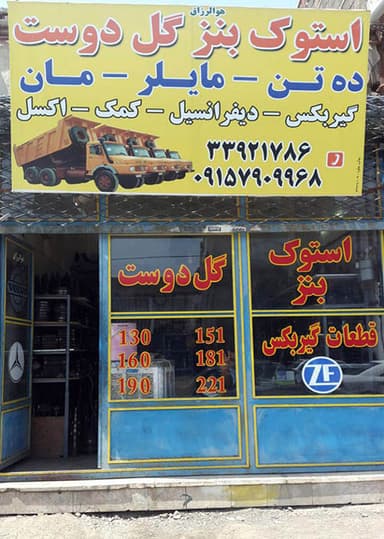 هوالرزاق
استوک بنز گل دوست
ده تن - مایلر - مان
گیربکس - دیفرانسیل - کمک - اکسل
۳۳۹۲۱۷۸۶
۰۹۱۵۷۹۰۹۹۶۸
استوک
بنز
گل دوست
قطعات گیربکس
ZF
130 151
160 181
190 221